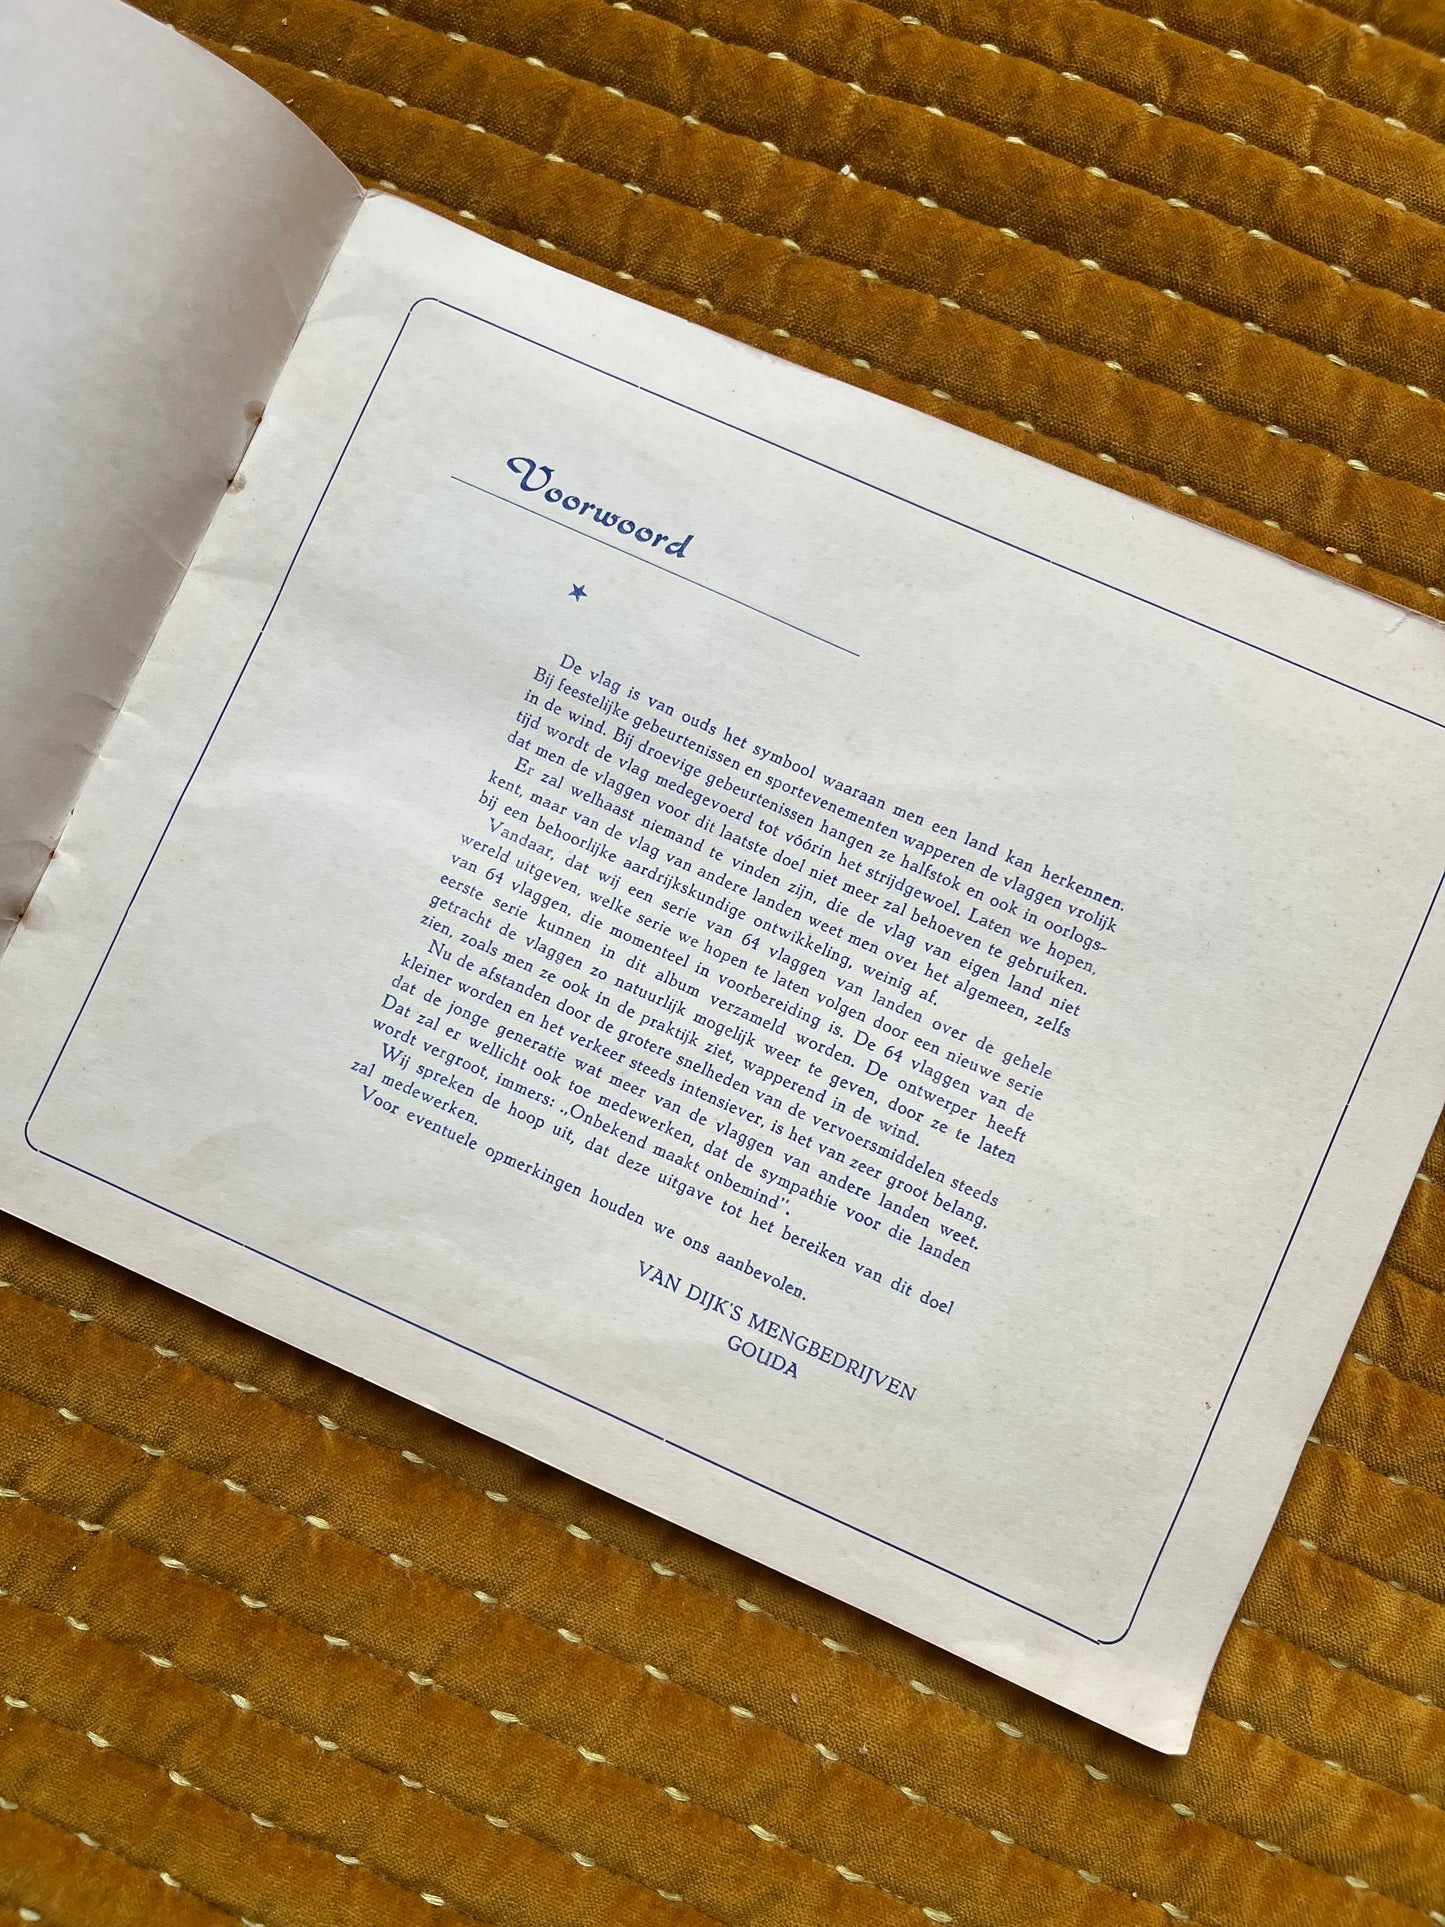 Voorwoord
De vlag is van ouds het symbool waaraan men een land kan herkennen.
Bij feestelijke gebeurtenissen en sportevenementen wapperen de vlaggen vrolijk
in de wind. Bij droevige gebeurtenissen hangen ze halfstok en ook in oorlogs-
tijd wordt de vlag medegevoerd tot vóórin het strijdgewoel. Laten we hopen,
dat men de vlaggen voor dit laatste doel niet meer zal behoeven te gebruiken.
Er zal welhaast niemand te vinden zijn, die de vlag van eigen land niet
kent, maar van de vlag van andere landen weet men over het algemeen, zelfs
bij een behoorlijke aardrijkskundige ontwikkeling, weinig af.
Vandaar, dat wij een serie van 64 vlaggen van landen over de gehele
wereld uitgeven, welke serie we hopen te laten volgen door een nieuwe serie
van 64 vlaggen, die momenteel in voorbereiding is. De 64 vlaggen van de
eerste serie kunnen in dit album verzameld worden. De ontwerper heeft
getracht de vlaggen zo natuurlijk mogelijk weer te geven, door ze te laten
zien, zoals men ze ook in de praktijk ziet, wapperend in de wind.
Nu de afstanden door de grotere snelheden van de vervoersmiddelen steeds
kleiner worden en het verkeer steeds intensiever, is het van zeer groot belang,
dat de jonge generatie wat meer van de vlaggen van andere landen weet.
Dat zal er wellicht ook toe medewerken, dat de sympathie voor die landen
wordt vergroot, immers: „Onbekend maakt onbemind”.
Wij spreken de hoop uit, dat deze uitgave tot het bereiken van dit doel
zal medewerken.
Voor eventuele opmerkingen houden we ons aanbevolen.
VAN DIJK'S MENGBEDRIJVEN
GOUDA